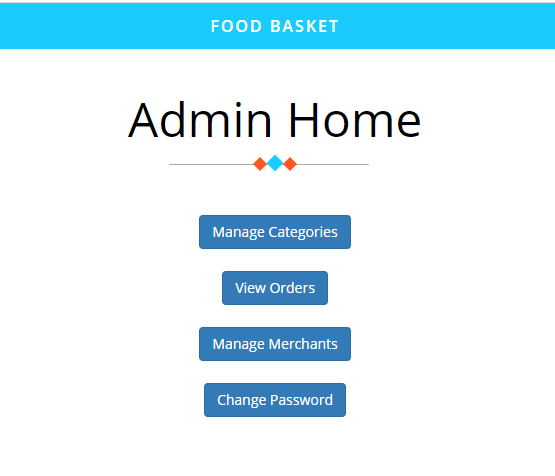 FOOD BASKET
Admin Home
Manage Categories
View Orders
Manage Merchants
Change Password